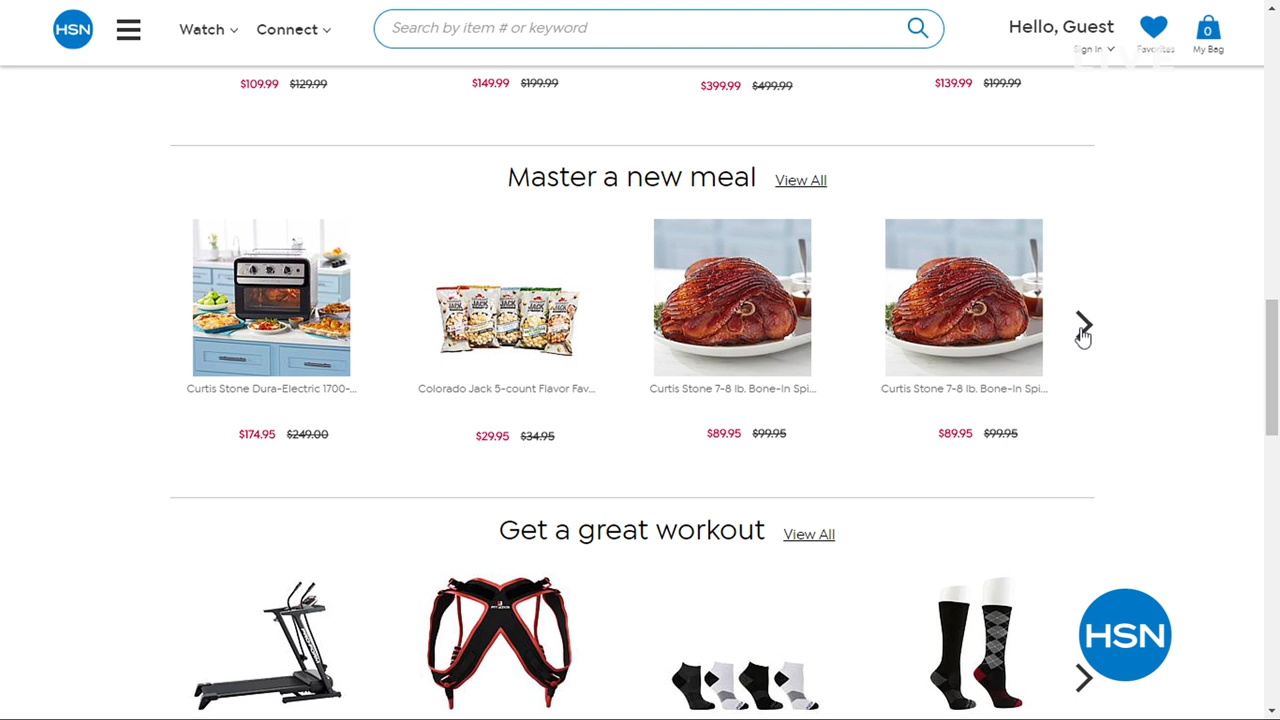 HSN
Watch
Connect
Search by item # or keyword
Hello, Guest
Sign In
Favorites
0
My Bag
LIVE
$109.99 $129.99
$149.99 $199.99
$399.99 $499.99
$139.99 $199.99
Master a new meal View All
JACK
JACK
JACK
Curtis Stone Dura-Electric 1700-...
Colorado Jack 5-count Flavor Fav...
Curtis Stone 7-8 lb. Bone-In Spi...
Curtis Stone 7-8 lb. Bone-In Spi...
$174.95 $249.00
$29.95 $34.95
$89.95 $99.95
$89.95 $99.95
Get a great workout View All
HSN